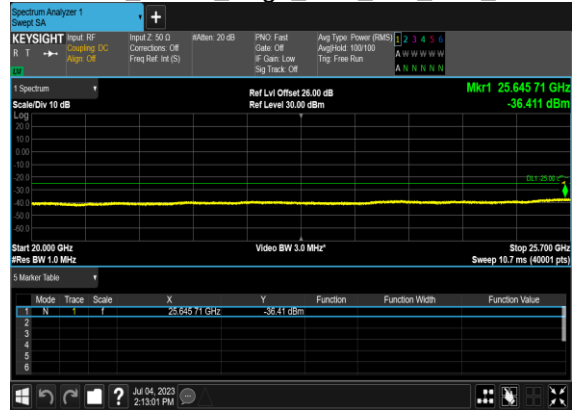 Spectrum Analyzer 1
Swept SA
+
KEYSIGHT Input: RF Input Z: 50 Ω #Atten: 20 dB PNO: Fast Avg Type: Power (RMS) 1 2 3 4 5 6
R T Coupling: DC Corrections: Off Gate: Off Avg|Hold: 100/100 A W W W W W
Align: Off Freq Ref: Int (S) IF Gain: Low Trig: Free Run
Sig Track: Off A N N N N N
1 Spectrum Ref Lvl Offset 26.00 dB Mkr1 25.645 71 GHz
Scale/Div 10 dB Ref Level 30.00 dBm -36.411 dBm
Log
20.0
10.0
0.00
-10.0
-20.0
-30.0
-40.0
-50.0
-60.0
Start 20.000 GHz Video BW 3.0 MHz* Stop 25.700 GHz
#Res BW 1.0 MHz Sweep 10.7 ms (40001 pts)
5 Marker Table
Mode Trace Scale X Y Function Function Width Function Value
1 N 1 f 25.645 71 GHz -36.41 dBm
2
3
4
5
6
? Jul 04, 2023
2:13:01 PM